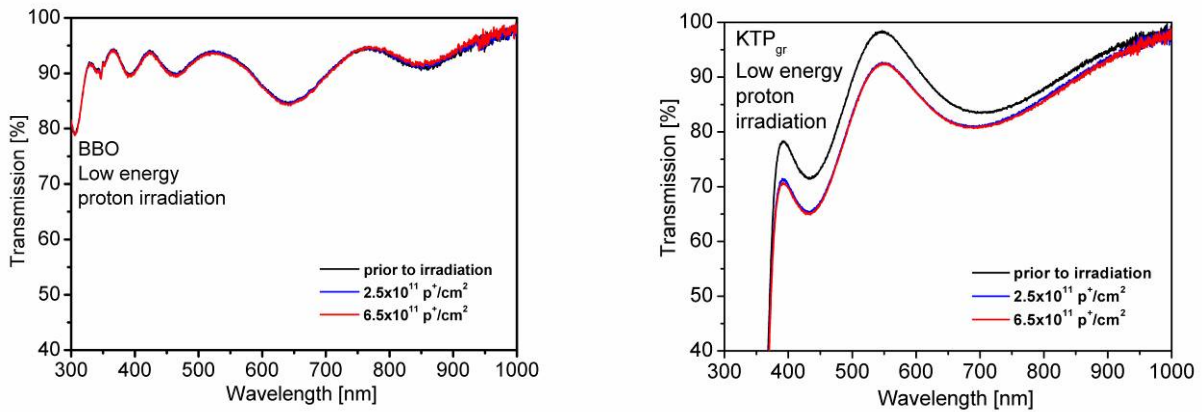 Transmission [%]
100
90
80
70
60
50
40
BBO
Low energy
proton irradiation
prior to irradiation
2.5x10¹¹ p⁺/cm²
6.5x10¹¹ p⁺/cm²
300 400 500 600 700 800 900 1000
Wavelength [nm]
Transmission [%]
100
90
80
70
60
50
40
KTPgr
Low energy
proton
irradiation
prior to irradiation
2.5x10¹¹ p⁺/cm²
6.5x10¹¹ p⁺/cm²
300 400 500 600 700 800 900 1000
Wavelength [nm]